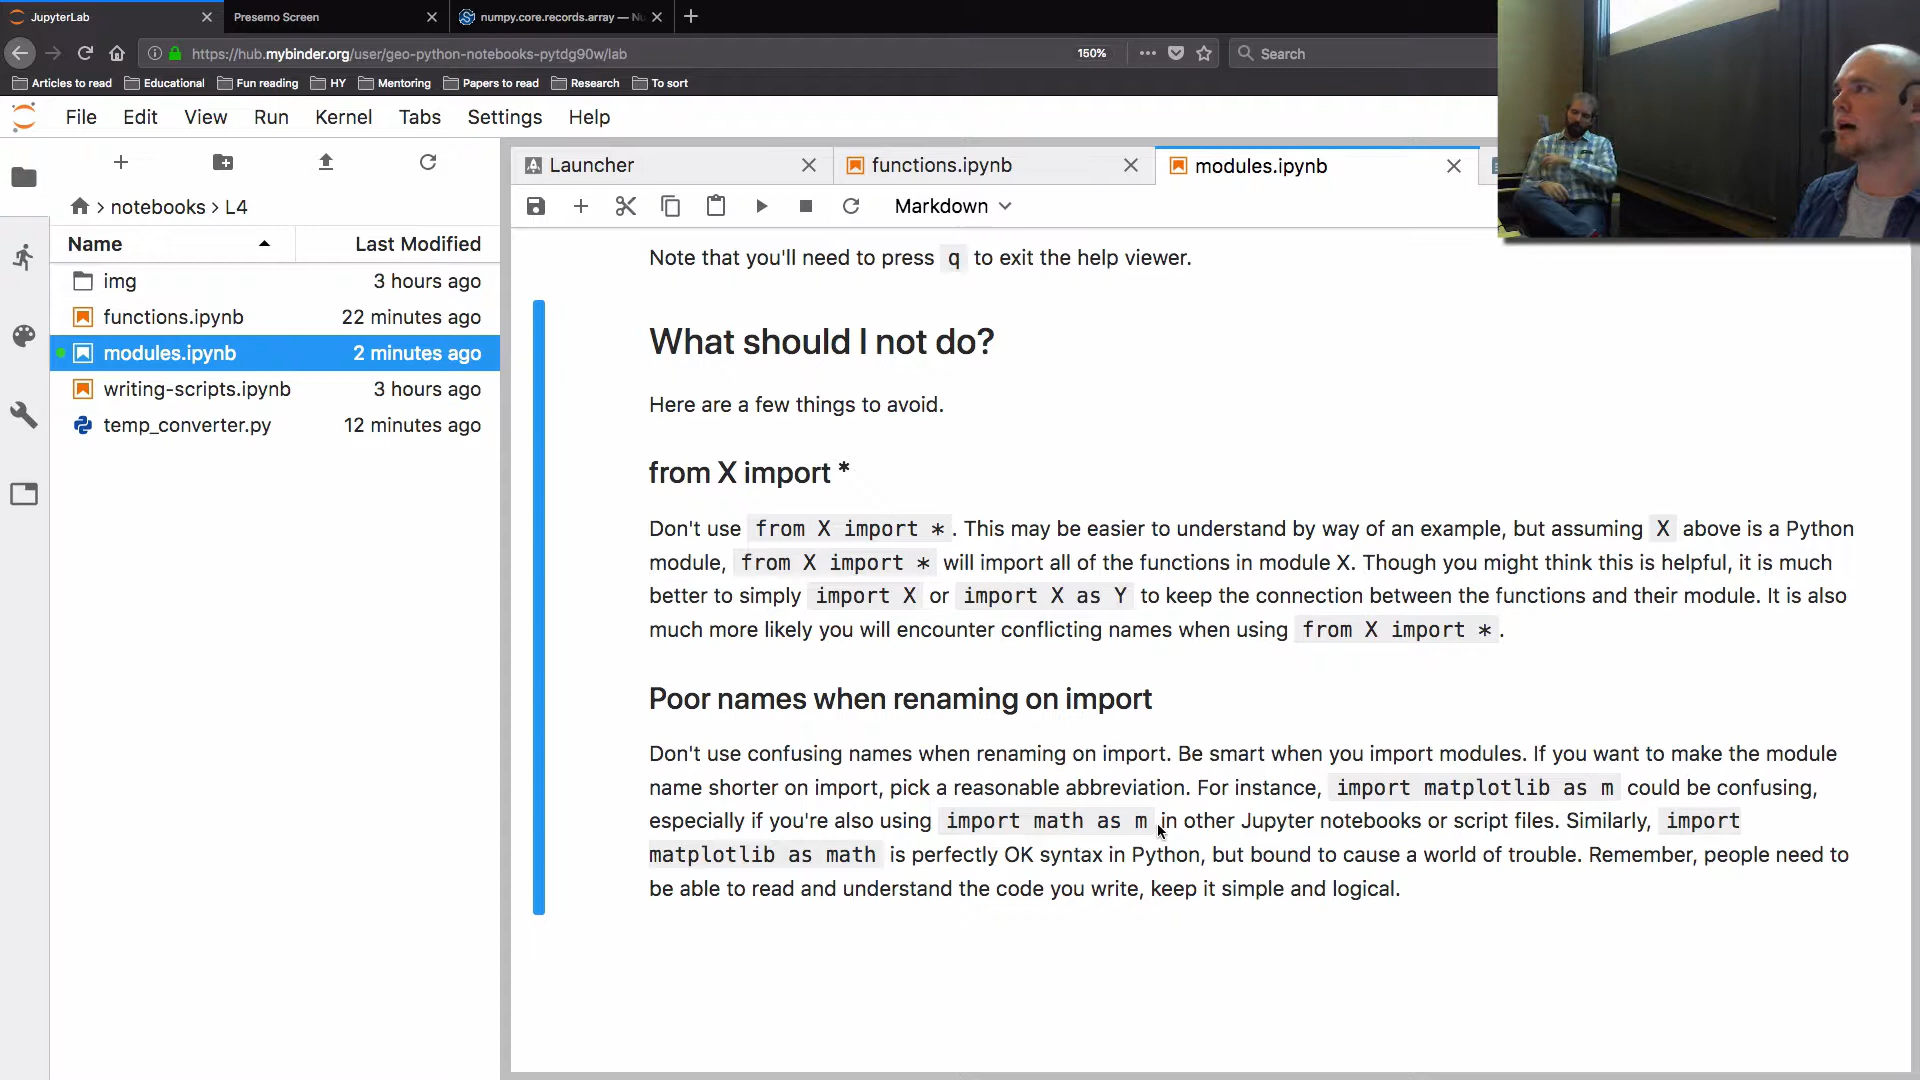 JupyterLab
Presemo Screen
numpy.core.records.array — Nu
https://hub.mybinder.org/user/geo-python-notebooks-pytdg90w/lab
150%
Search
Articles to read
Educational
Fun reading
HY
Mentoring
Papers to read
Research
To sort
File Edit View Run Kernel Tabs Settings Help
Launcher
functions.ipynb
modules.ipynb
Markdown
> notebooks > L4
Name Last Modified
img 3 hours ago
functions.ipynb 22 minutes ago
modules.ipynb 2 minutes ago
writing-scripts.ipynb 3 hours ago
temp_converter.py 12 minutes ago
Note that you'll need to press q to exit the help viewer.
What should I not do?
Here are a few things to avoid.
from X import *
Don't use from X import *. This may be easier to understand by way of an example, but assuming X above is a Python
module, from X import * will import all of the functions in module X. Though you might think this is helpful, it is much
better to simply import X or import X as Y to keep the connection between the functions and their module. It is also
much more likely you will encounter conflicting names when using from X import *.
Poor names when renaming on import
Don't use confusing names when renaming on import. Be smart when you import modules. If you want to make the module
name shorter on import, pick a reasonable abbreviation. For instance, import matplotlib as m could be confusing,
especially if you're also using import math as m in other Jupyter notebooks or script files. Similarly, import
matplotlib as math is perfectly OK syntax in Python, but bound to cause a world of trouble. Remember, people need to
be able to read and understand the code you write, keep it simple and logical.